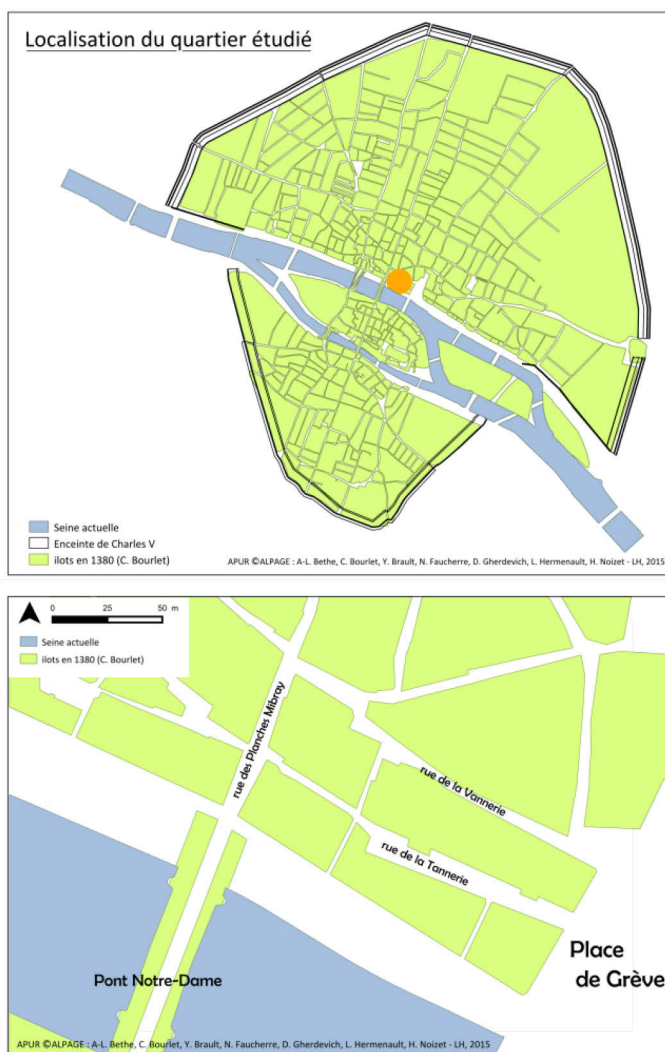 Localisation du quartier étudié
Seine actuelle
Enceinte de Charles V
ilots en 1380 (C. Bourlet)
APUR ©ALPAGE : A-L. Bethe, C. Bourlet, Y. Brault, N. Faucherre, D. Gherdevich, L. Hermenault, H. Noizet - LH, 2015
0 25 50 m
Seine actuelle
ilots en 1380 (C. Bourlet)
rue des Planches Mibray
rue de la Vannerie
rue de la Tannerie
Place
de Grève
Pont Notre-Dame
APUR ©ALPAGE : A-L. Bethe, C. Bourlet, Y. Brault, N. Faucherre, D. Gherdevich, L. Hermenault, H. Noizet - LH, 2015